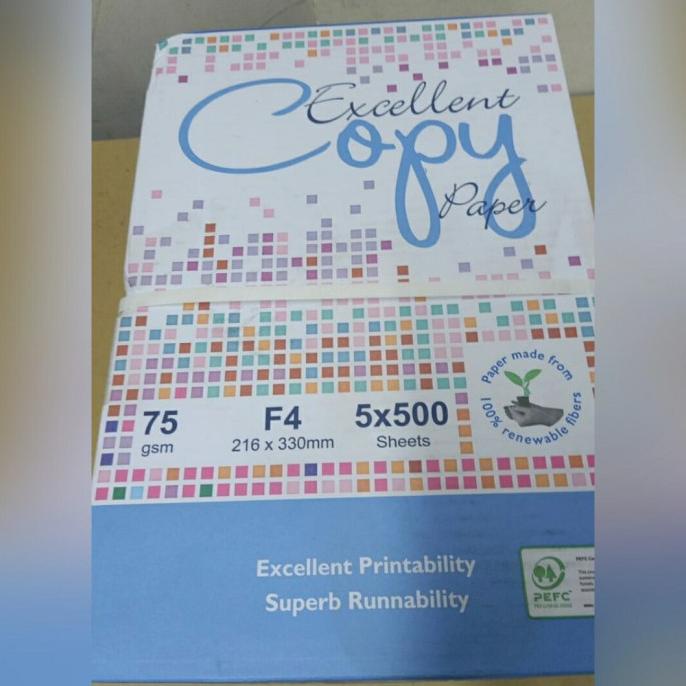 Excellent
Copy
Paper
Paper made from
100% renewable fibers
75
gsm
F4
216 x 330mm
5x500
Sheets
Excellent Printability
Superb Runnability
PEFC